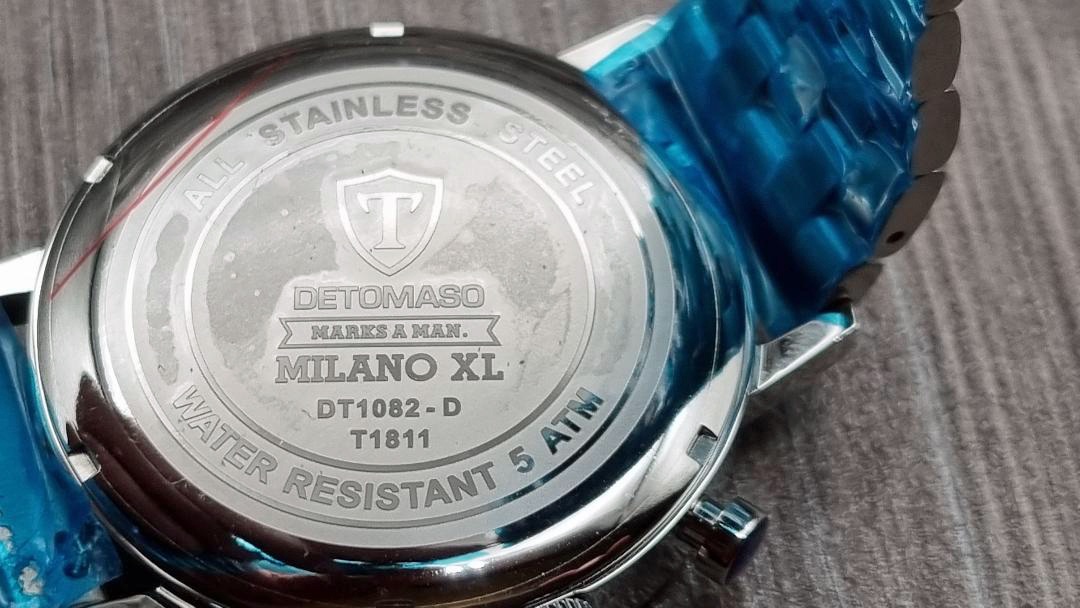 ALL STAINLESS STEEL
T
DETOMASO
MARKS A MAN.
MILANO XL
DT1082-D
T1811
WATER RESISTANT 5 ATM